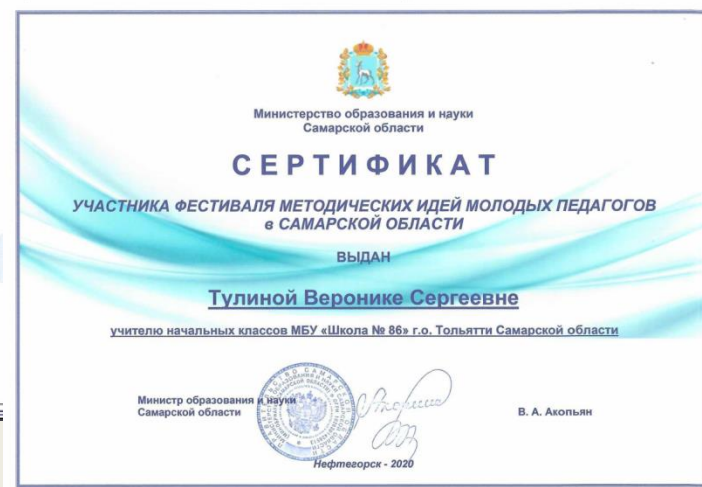 Министерство образования и науки
Самарской области
СЕРТИФИКАТ
УЧАСТНИКА ФЕСТИВАЛЯ МЕТОДИЧЕСКИХ ИДЕЙ МОЛОДЫХ ПЕДАГОГОВ
в САМАРСКОЙ ОБЛАСТИ
ВЫДАН
Тулиной Веронике Сергеевне
учителю начальных классов МБУ «Школа № 86» г.о. Тольятти Самарской области
Министр образования и науки
Самарской области
В. А. Акопьян
Нефтегорск - 2020